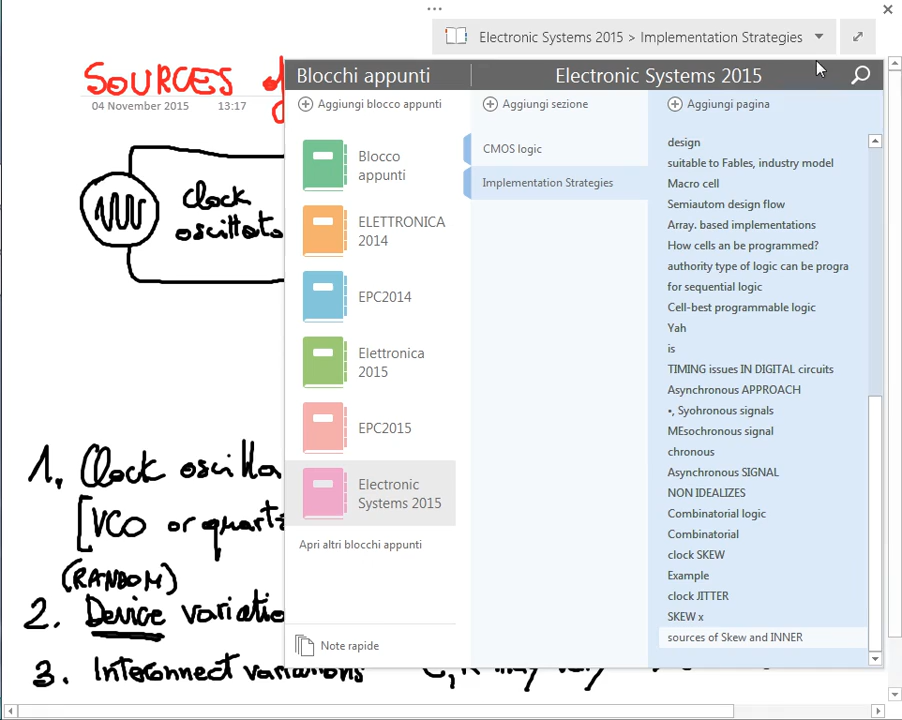 Electronic Systems 2015 > Implementation Strategies
SOURCES
04 November 2015 13:17
clock
oscillato
1. Clock oscilla
[VCO or quart
(RANDOM)
2. Device variatio
3. Interconnect variations
Blocchi appunti
Electronic Systems 2015
Aggiungi blocco appunti
Aggiungi sezione
Aggiungi pagina
Blocco
appunti
ELETTRONICA
2014
EPC2014
Elettronica
2015
EPC2015
Electronic
Systems 2015
Apri altri blocchi appunti
Note rapide
CMOS logic
Implementation Strategies
design
suitable to Fables, industry model
Macro cell
Semiautom design flow
Array. based implementations
How cells an be programmed?
authority type of logic can be progra
for sequential logic
Cell-best programmable logic
Yah
is
TIMING issues IN DIGITAL circuits
Asynchronous APPROACH
•, Syohronous signals
MEsochronous signal
chronous
Asynchronous SIGNAL
NON IDEALIZES
Combinatorial logic
Combinatorial
clock SKEW
Example
clock JITTER
SKEW x
sources of Skew and INNER